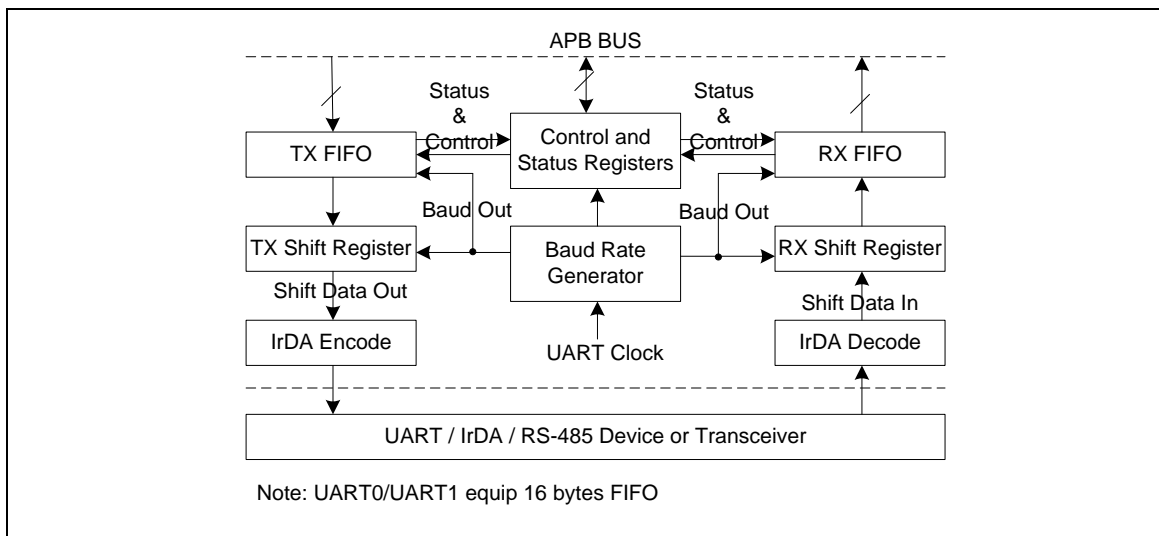 APB BUS
Status
&
Control
Status
&
Control
TX FIFO
Control and
Status Registers
RX FIFO
Baud Out
Baud Out
TX Shift Register
Baud Rate
Generator
RX Shift Register
Shift Data Out
Shift Data In
IrDA Encode
UART Clock
IrDA Decode
UART / IrDA / RS-485 Device or Transceiver
Note: UART0/UART1 equip 16 bytes FIFO